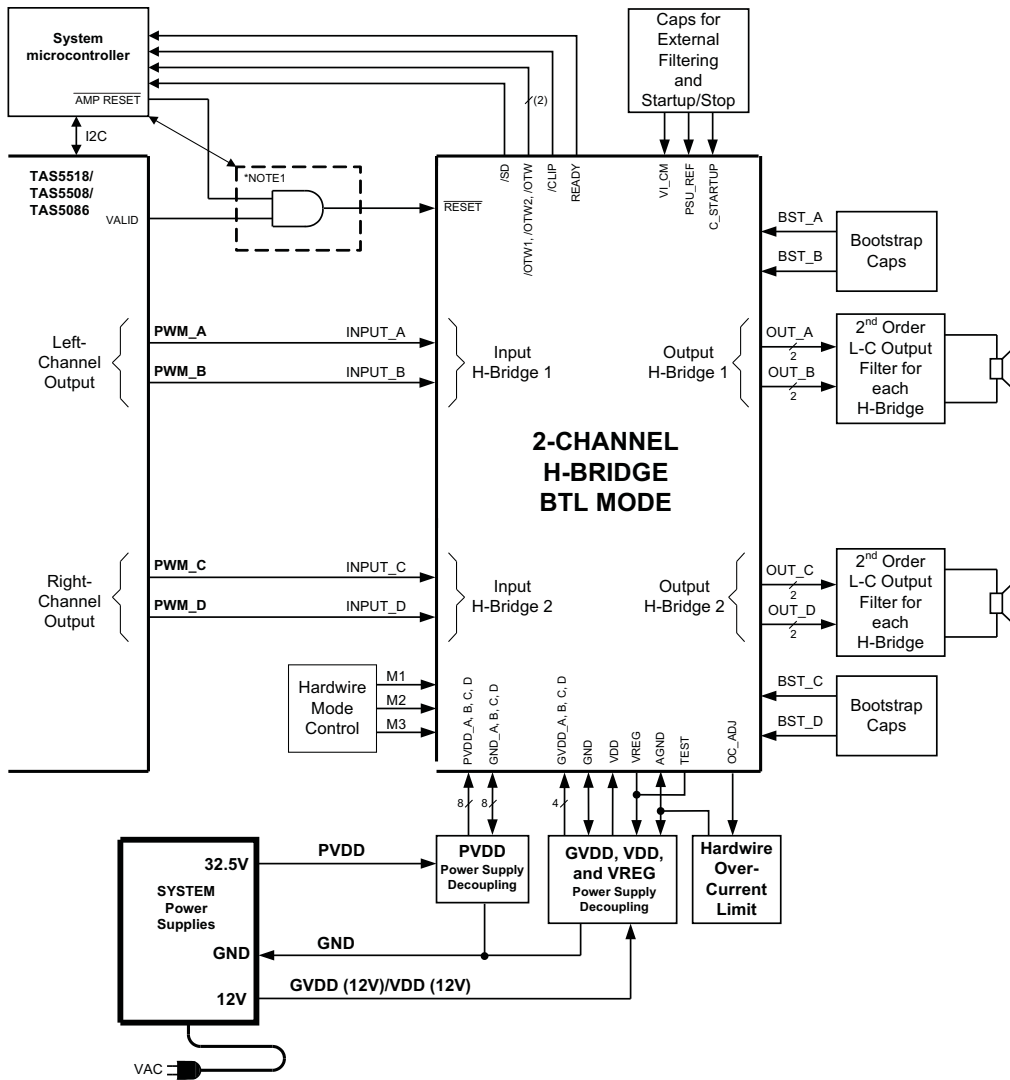 System
microcontroller
AMP RESET
I2C
Caps for
External
Filtering
and
Startup/Stop
(2)
TAS5518/
TAS5508/
TAS5086
VALID
*NOTE1
RESET
/SD
/OTW1, /OTW2, /OTW
/CLIP
READY
VI_CM
PSU_REF
C_STARTUP
BST_A
BST_B
Bootstrap
Caps
Left-
Channel
Output
PWM_A
INPUT_A
PWM_B
INPUT_B
Input
H-Bridge 1
Output
H-Bridge 1
OUT_A
2
OUT_B
2
2nd Order
L-C Output
Filter for
each
H-Bridge
2-CHANNEL
H-BRIDGE
BTL MODE
Right-
Channel
Output
PWM_C
INPUT_C
PWM_D
INPUT_D
Input
H-Bridge 2
Output
H-Bridge 2
OUT_C
2
OUT_D
2
2nd Order
L-C Output
Filter for
each
H-Bridge
Hardwire
Mode
Control
M1
M2
M3
PVDD_A, B, C, D
GND_A, B, C, D
GVDD_A, B, C, D
GND
VDD
VREG
AGND
TEST
OC_ADJ
BST_C
BST_D
Bootstrap
Caps
8
8
4
32.5V
PVDD
SYSTEM
Power
Supplies
GND
GND
12V
GVDD (12V)/VDD (12V)
PVDD
Power Supply
Decoupling
GVDD, VDD,
and VREG
Power Supply
Decoupling
Hardwire
Over-
Current
Limit
VAC